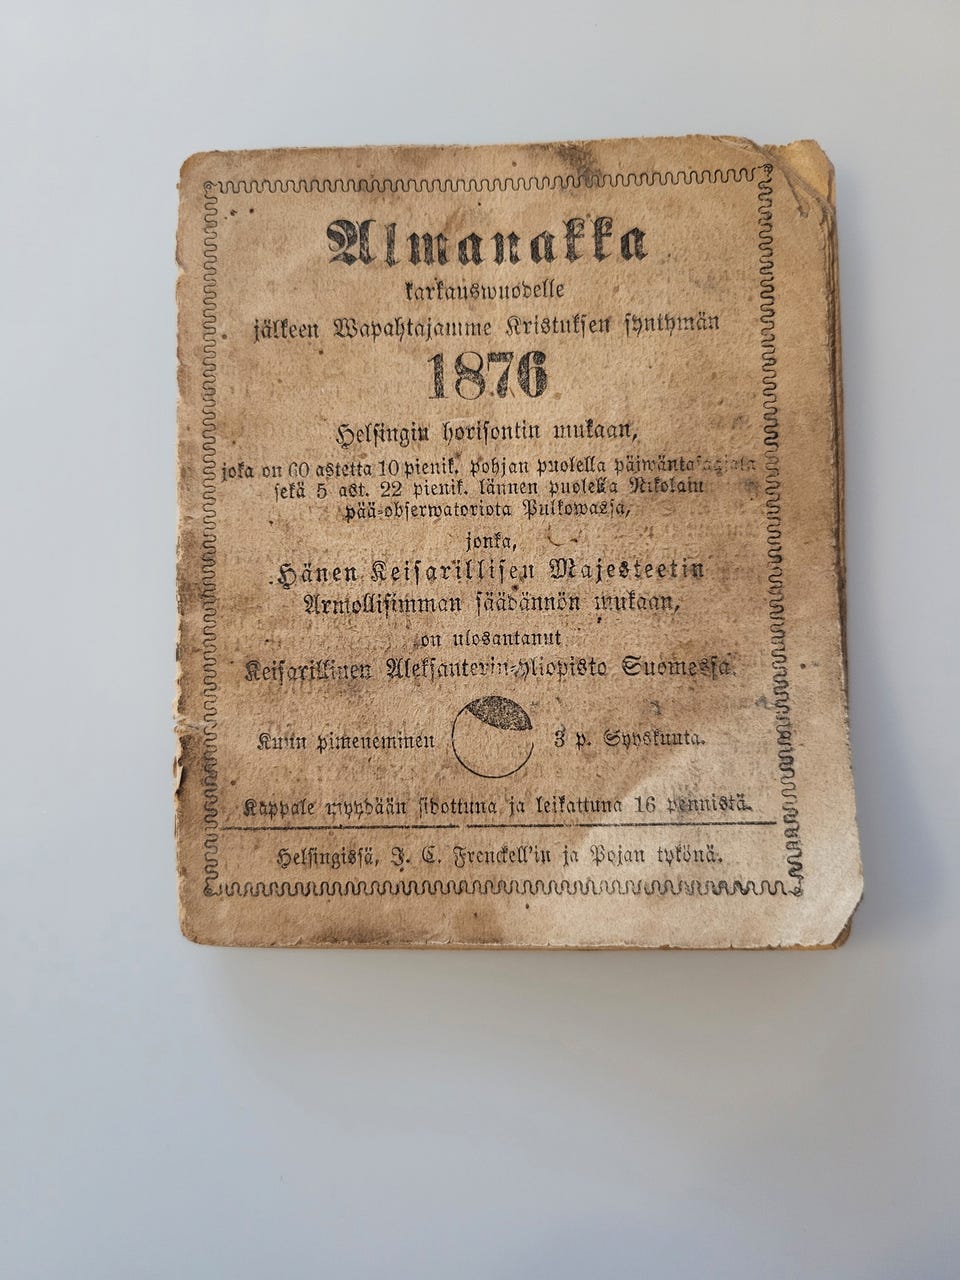 Almanakka
karkauswuodelle
jälkeen Wapahtajamme Kristuksen syntymän
1876
Helsingin horisontin mukaan,
joka on 60 astetta 10 pienik. pohjan puolella päiwäntasaajata
sekä 5 ast. 22 pienik. lännen puolella Nikolain
pää-observatoriota Pulkowassa,
jonka,
Hänen Keisarillisen Majesteetin
Armollisimman säädännön mukaan,
on ulosantanut
Keisarillinen Aleksanterin-yliopisto Suomessa.
Kuun pimeneminen 3 p. Syyskuuta.
Kappale myydään sidottuna ja leikattuna 16 pennistä.
Helsingissä, J. C. Frenckell'in ja Pojan tykönä.